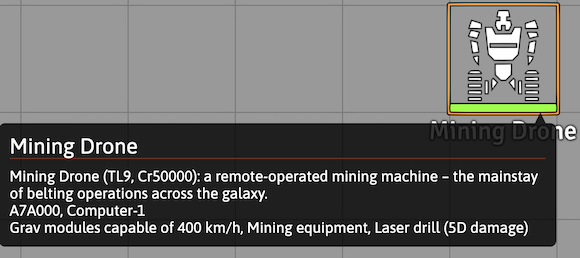 Mining Drone
Mining Drone
Mining Drone (TL9, Cr50000): a remote-operated mining machine – the mainstay
of belting operations across the galaxy.
A7A000, Computer-1
Grav modules capable of 400 km/h, Mining equipment, Laser drill (5D damage)